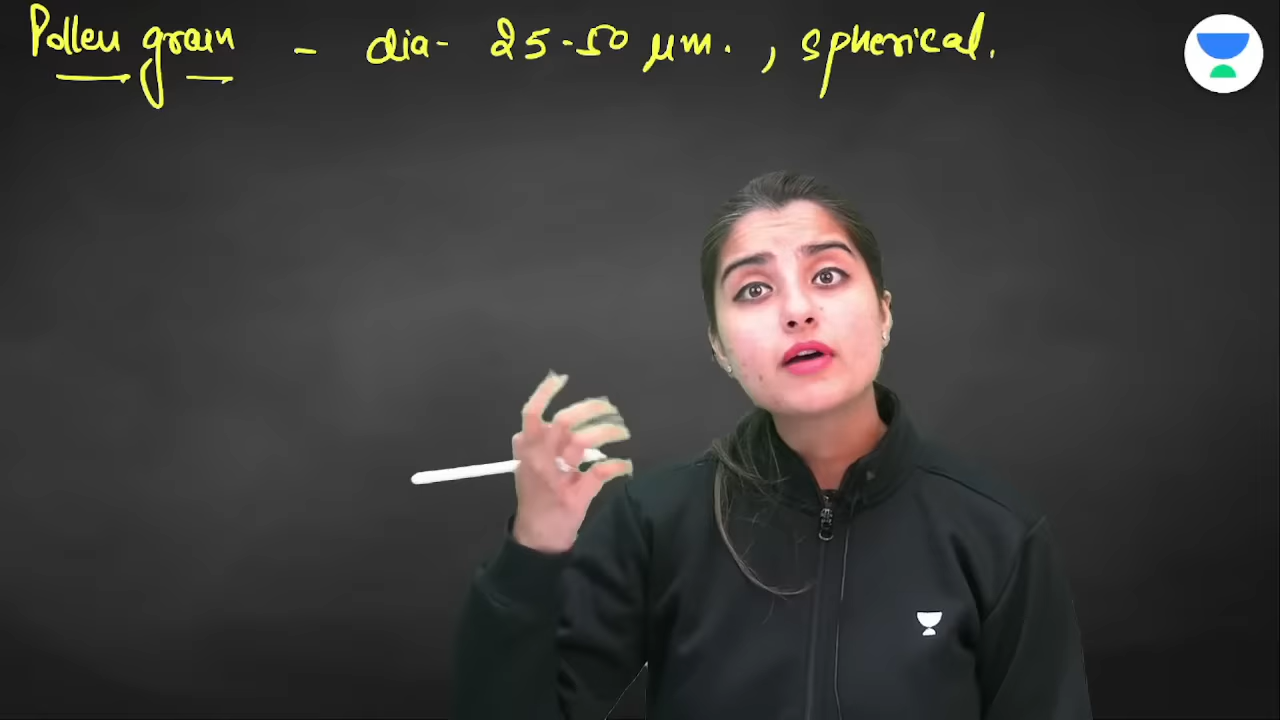 Pollen grain - dia- 25-50 μm. , spherical.